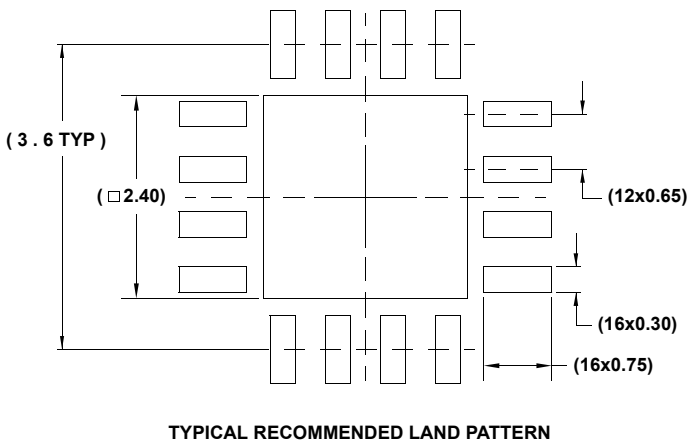 ( 3 . 6 TYP )
( □ 2.40)
(12x0.65)
(16x0.30)
(16x0.75)
TYPICAL RECOMMENDED LAND PATTERN